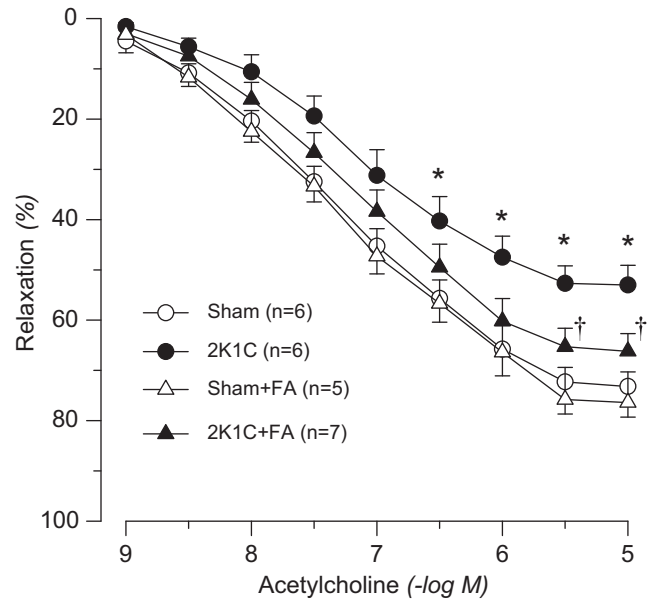 0
20
40
60
80
100
Relaxation (%)
* * * *
† †
Sham (n=6)
2K1C (n=6)
Sham+FA (n=5)
2K1C+FA (n=7)
9 8 7 6 5
Acetylcholine (-log M)